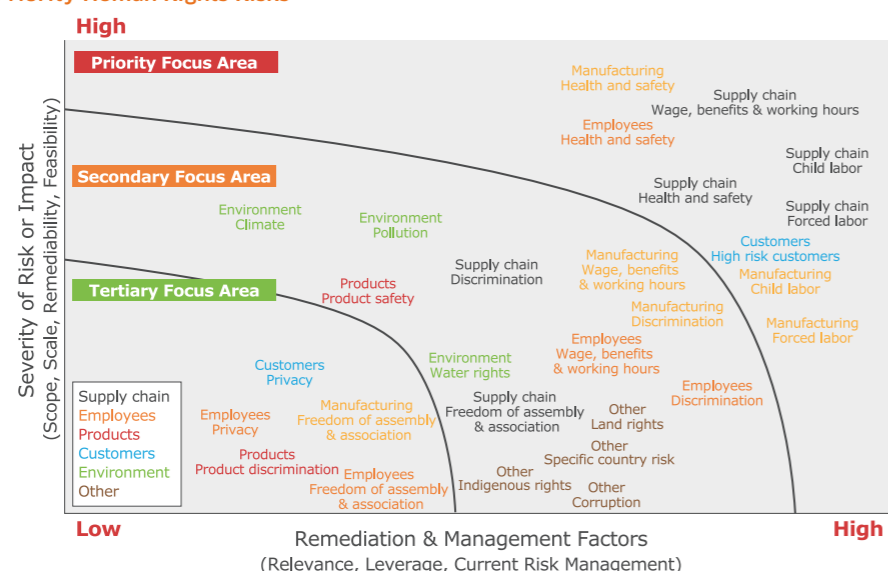 High
Priority Focus Area
Manufacturing
Health and safety
Supply chain
Wage, benefits & working hours
Employees
Health and safety
Supply chain
Child labor
Secondary Focus Area
Supply chain
Health and safety
Supply chain
Forced labor
Environment
Climate
Environment
Pollution
Customers
High risk customers
Manufacturing
Wage, benefits
& working hours
Supply chain
Discrimination
Manufacturing
Child labor
Tertiary Focus Area
Products
Product safety
Manufacturing
Discrimination
Manufacturing
Forced labor
Employees
Wage, benefits
& working hours
Environment
Water rights
Customers
Privacy
Employees
Discrimination
Supply chain
Freedom of assembly
& association
Manufacturing
Freedom of assembly
& association
Other
Land rights
Employees
Privacy
Other
Specific country risk
Products
Product discrimination
Other
Indigenous rights
Employees
Freedom of assembly
& association
Other
Corruption
Supply chain
Employees
Products
Customers
Environment
Other
Severity of Risk or Impact
(Scope, Scale, Remediability, Feasibility)
Low
High
Remediation & Management Factors
(Relevance, Leverage, Current Risk Management)